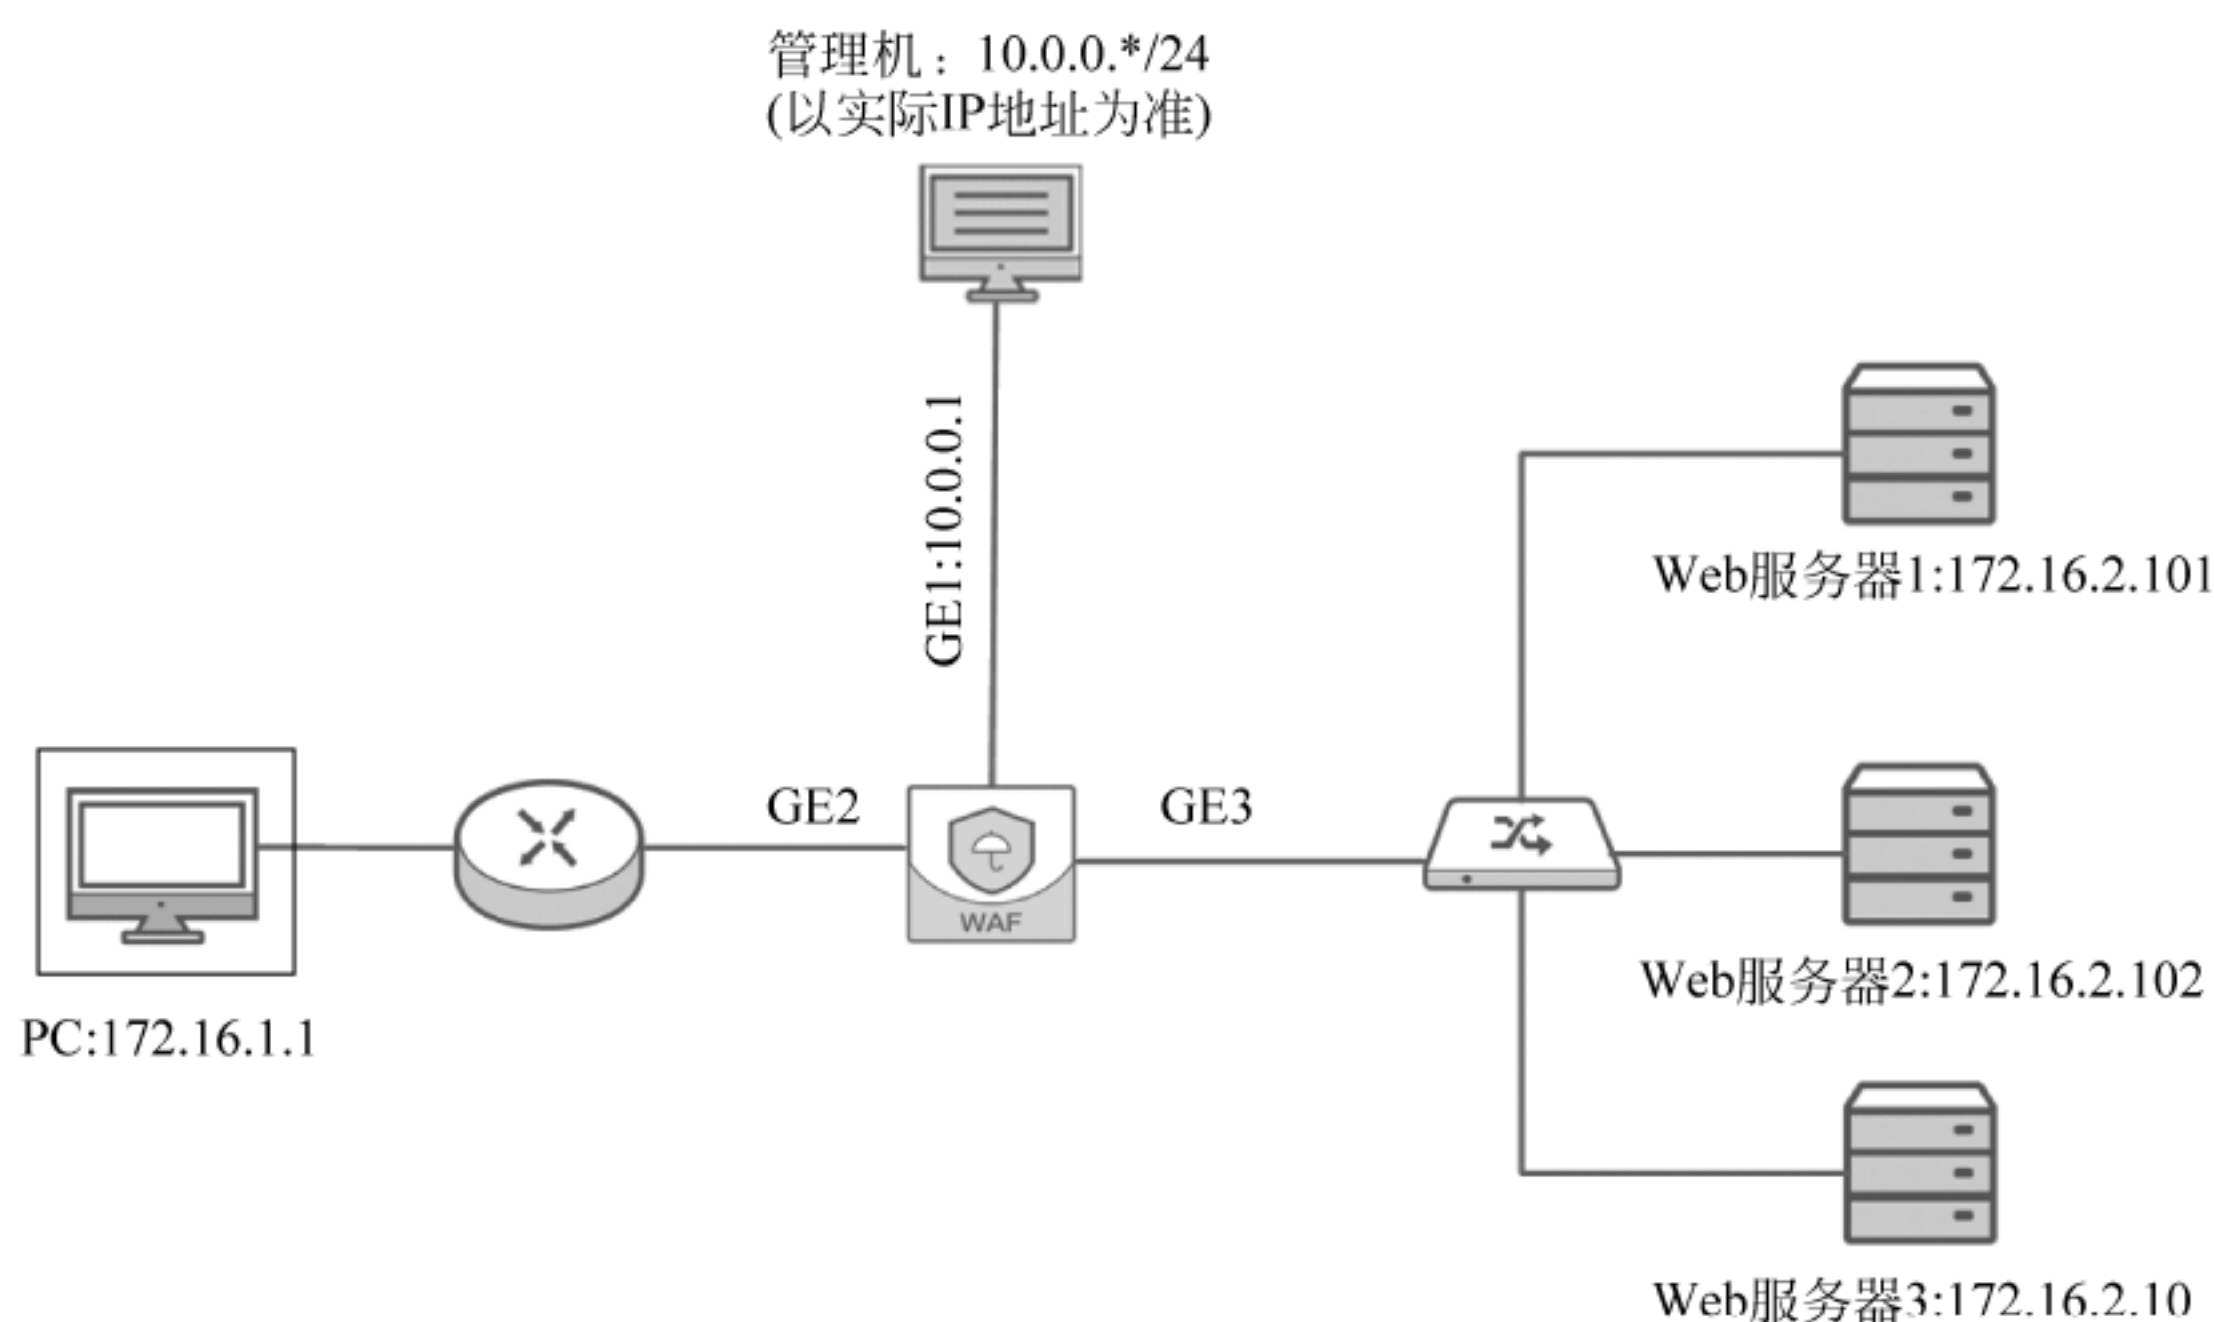 管理机：10.0.0.*/24
(以实际IP地址为准)
GE1:10.0.0.1
Web服务器1:172.16.2.101
GE2
GE3
WAF
Web服务器2:172.16.2.102
PC:172.16.1.1
Web服务器3:172.16.2.10